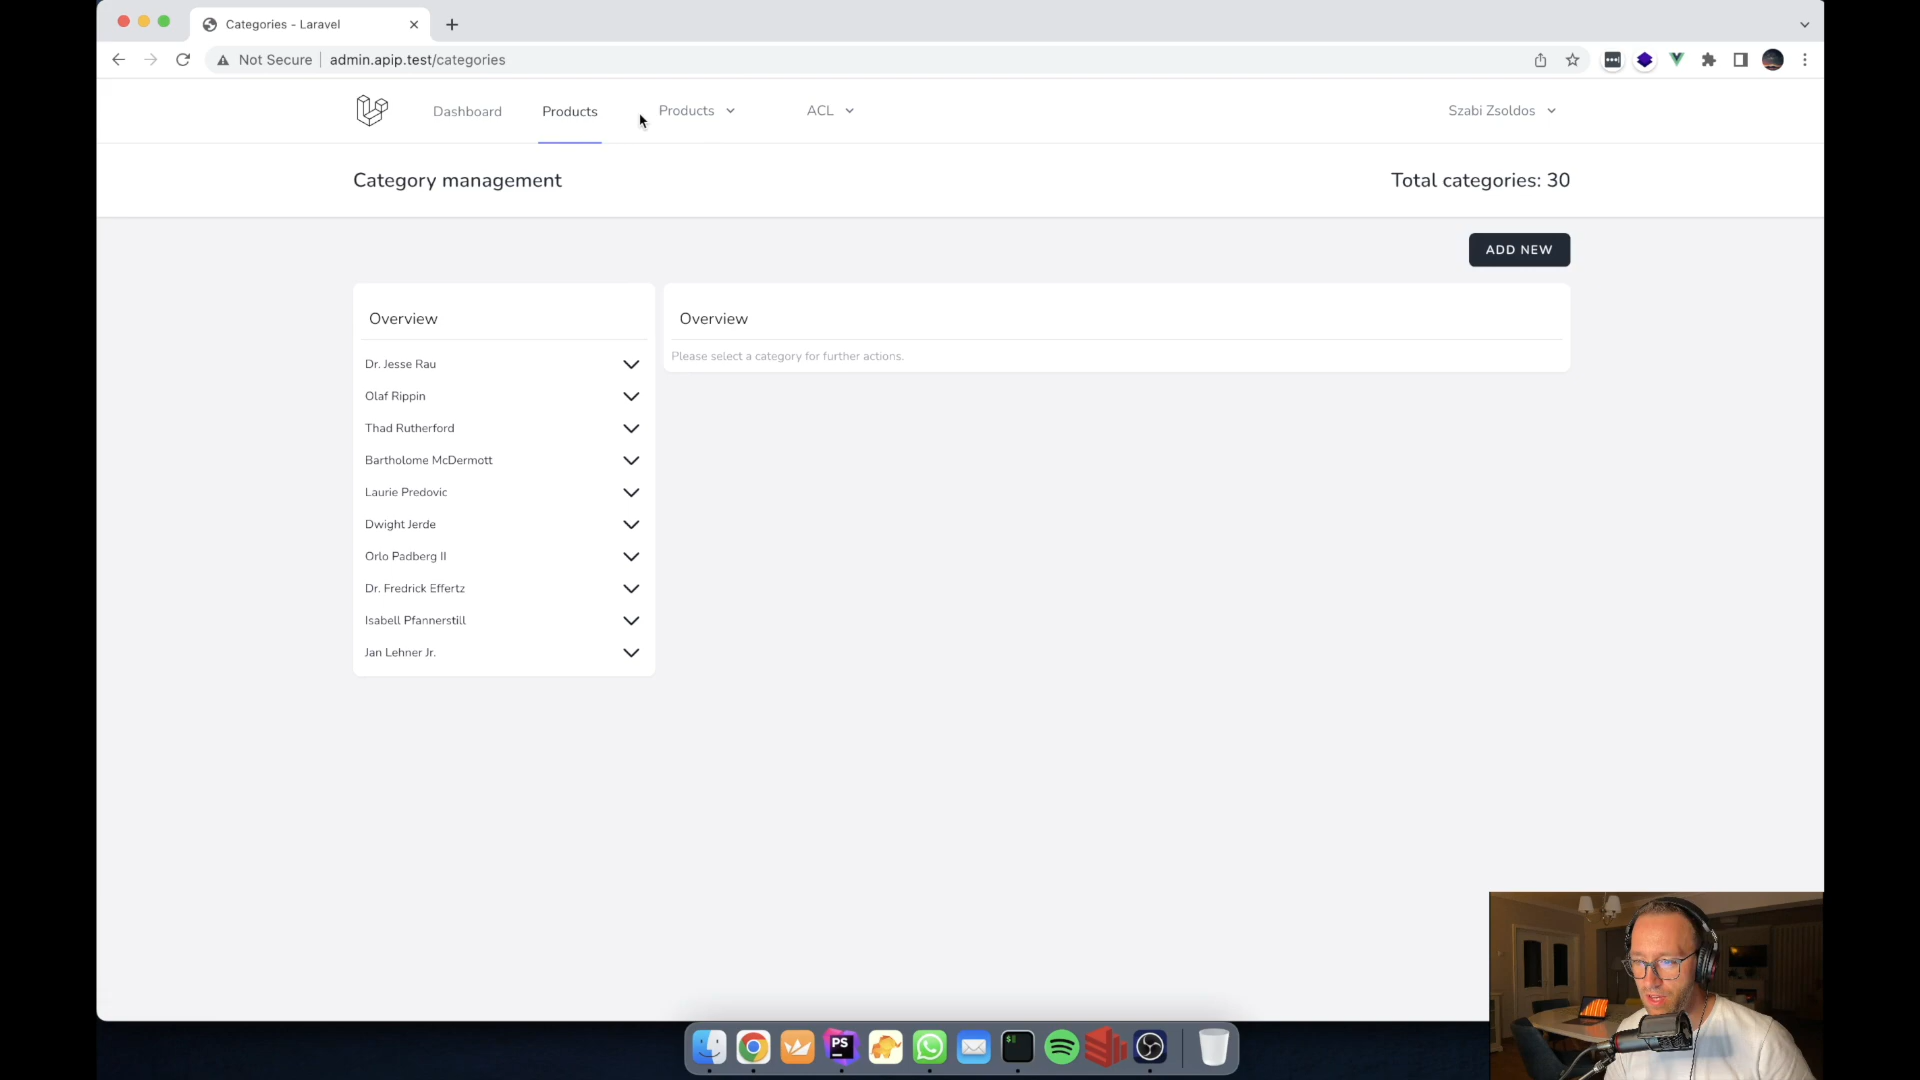 Categories - Laravel
Not Secure admin.apip.test/categories
Dashboard Products Products ACL Szabi Zsoldos
Category management Total categories: 30
ADD NEW
Overview
Dr. Jesse Rau
Olaf Rippin
Thad Rutherford
Bartholome McDermott
Laurie Predovic
Dwight Jerde
Orlo Padberg II
Dr. Fredrick Effertz
Isabell Pfannerstill
Jan Lehner Jr.
Overview
Please select a category for further actions.
PS
$